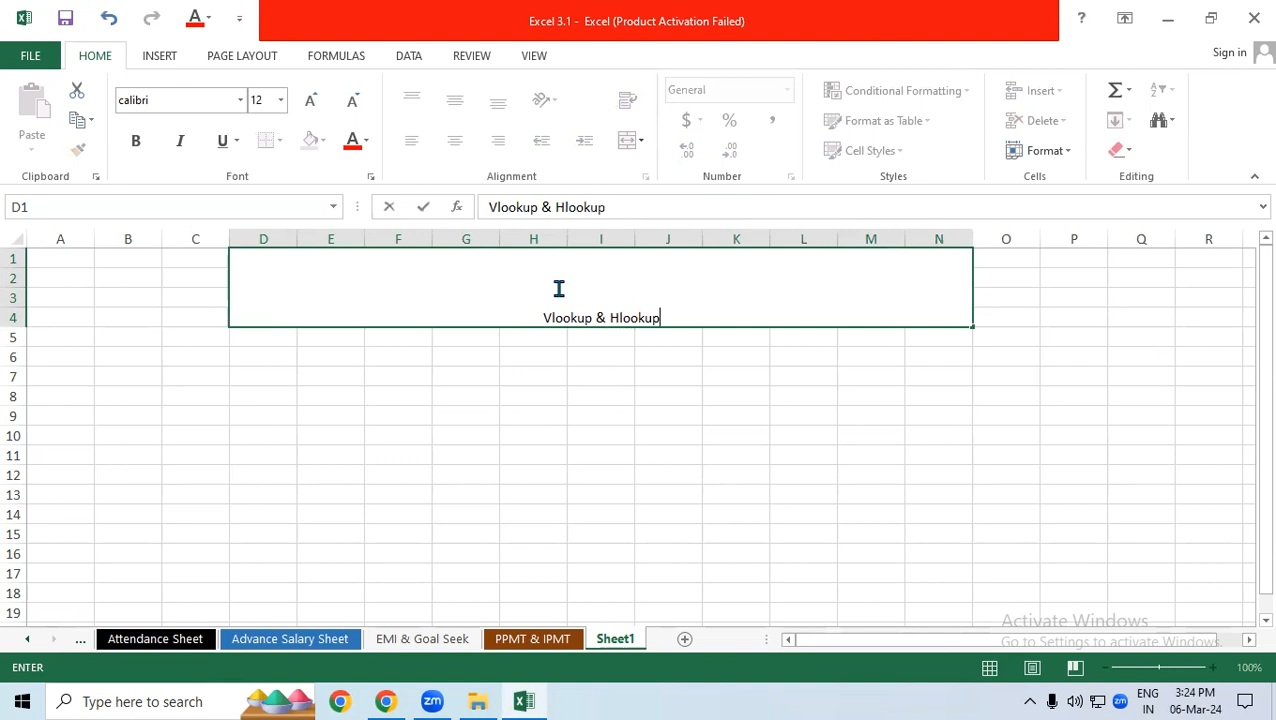 Excel 3.1 - Excel (Product Activation Failed)
Sign in
FILE HOME INSERT PAGE LAYOUT FORMULAS DATA REVIEW VIEW
calibri 12 General Conditional Formatting Insert
Paste Format as Table Delete
B I U A $ % , Cell Styles Format
Clipboard Font Alignment Number Styles Cells Editing
D1 fx Vlookup & Hlookup
A B C D E F G H I J K L M N O P Q R
1
2
3
4 Vlookup & Hlookup
5
6
7
8
9
10
11
12
13
14
15
16
17
18
19
Activate Windows
Go to Settings to activate Windows.
... Attendance Sheet Advance Salary Sheet EMI & Goal Seek PPMT & IPMT Sheet1
ENTER 100%
Type here to search zm zm ENG 3:24 PM
IN 06-Mar-24